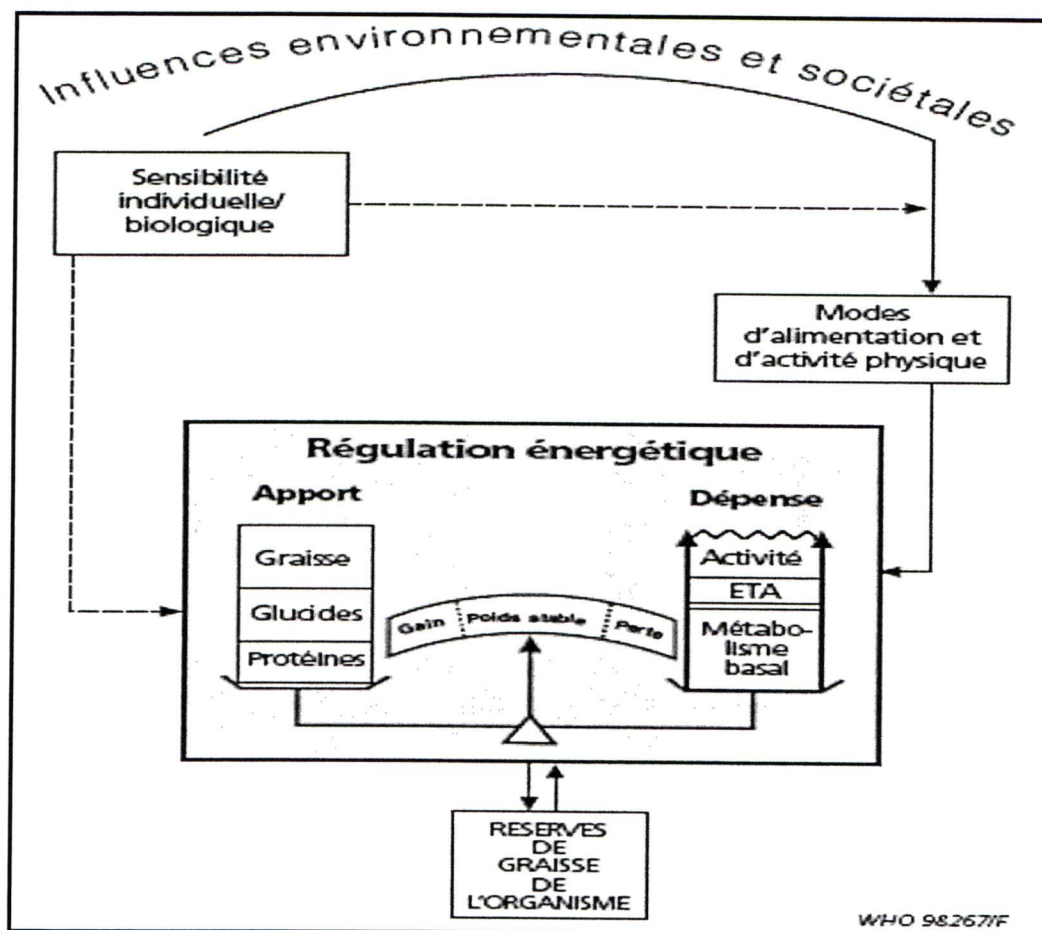 Influences environnementales et sociétales
Sensibilité
individuelle/
biologique
Modes
d'alimentation et
d'activité physique
Régulation énergétique
Apport
Dépense
Graisse
Glucides
Protéines
Gain
Poids stable
Perte
Activité
ETA
Métabo-
lisme
basal
RESERVES
DE
GRAISSE
DE
L'ORGANISME
WHO 98267/F